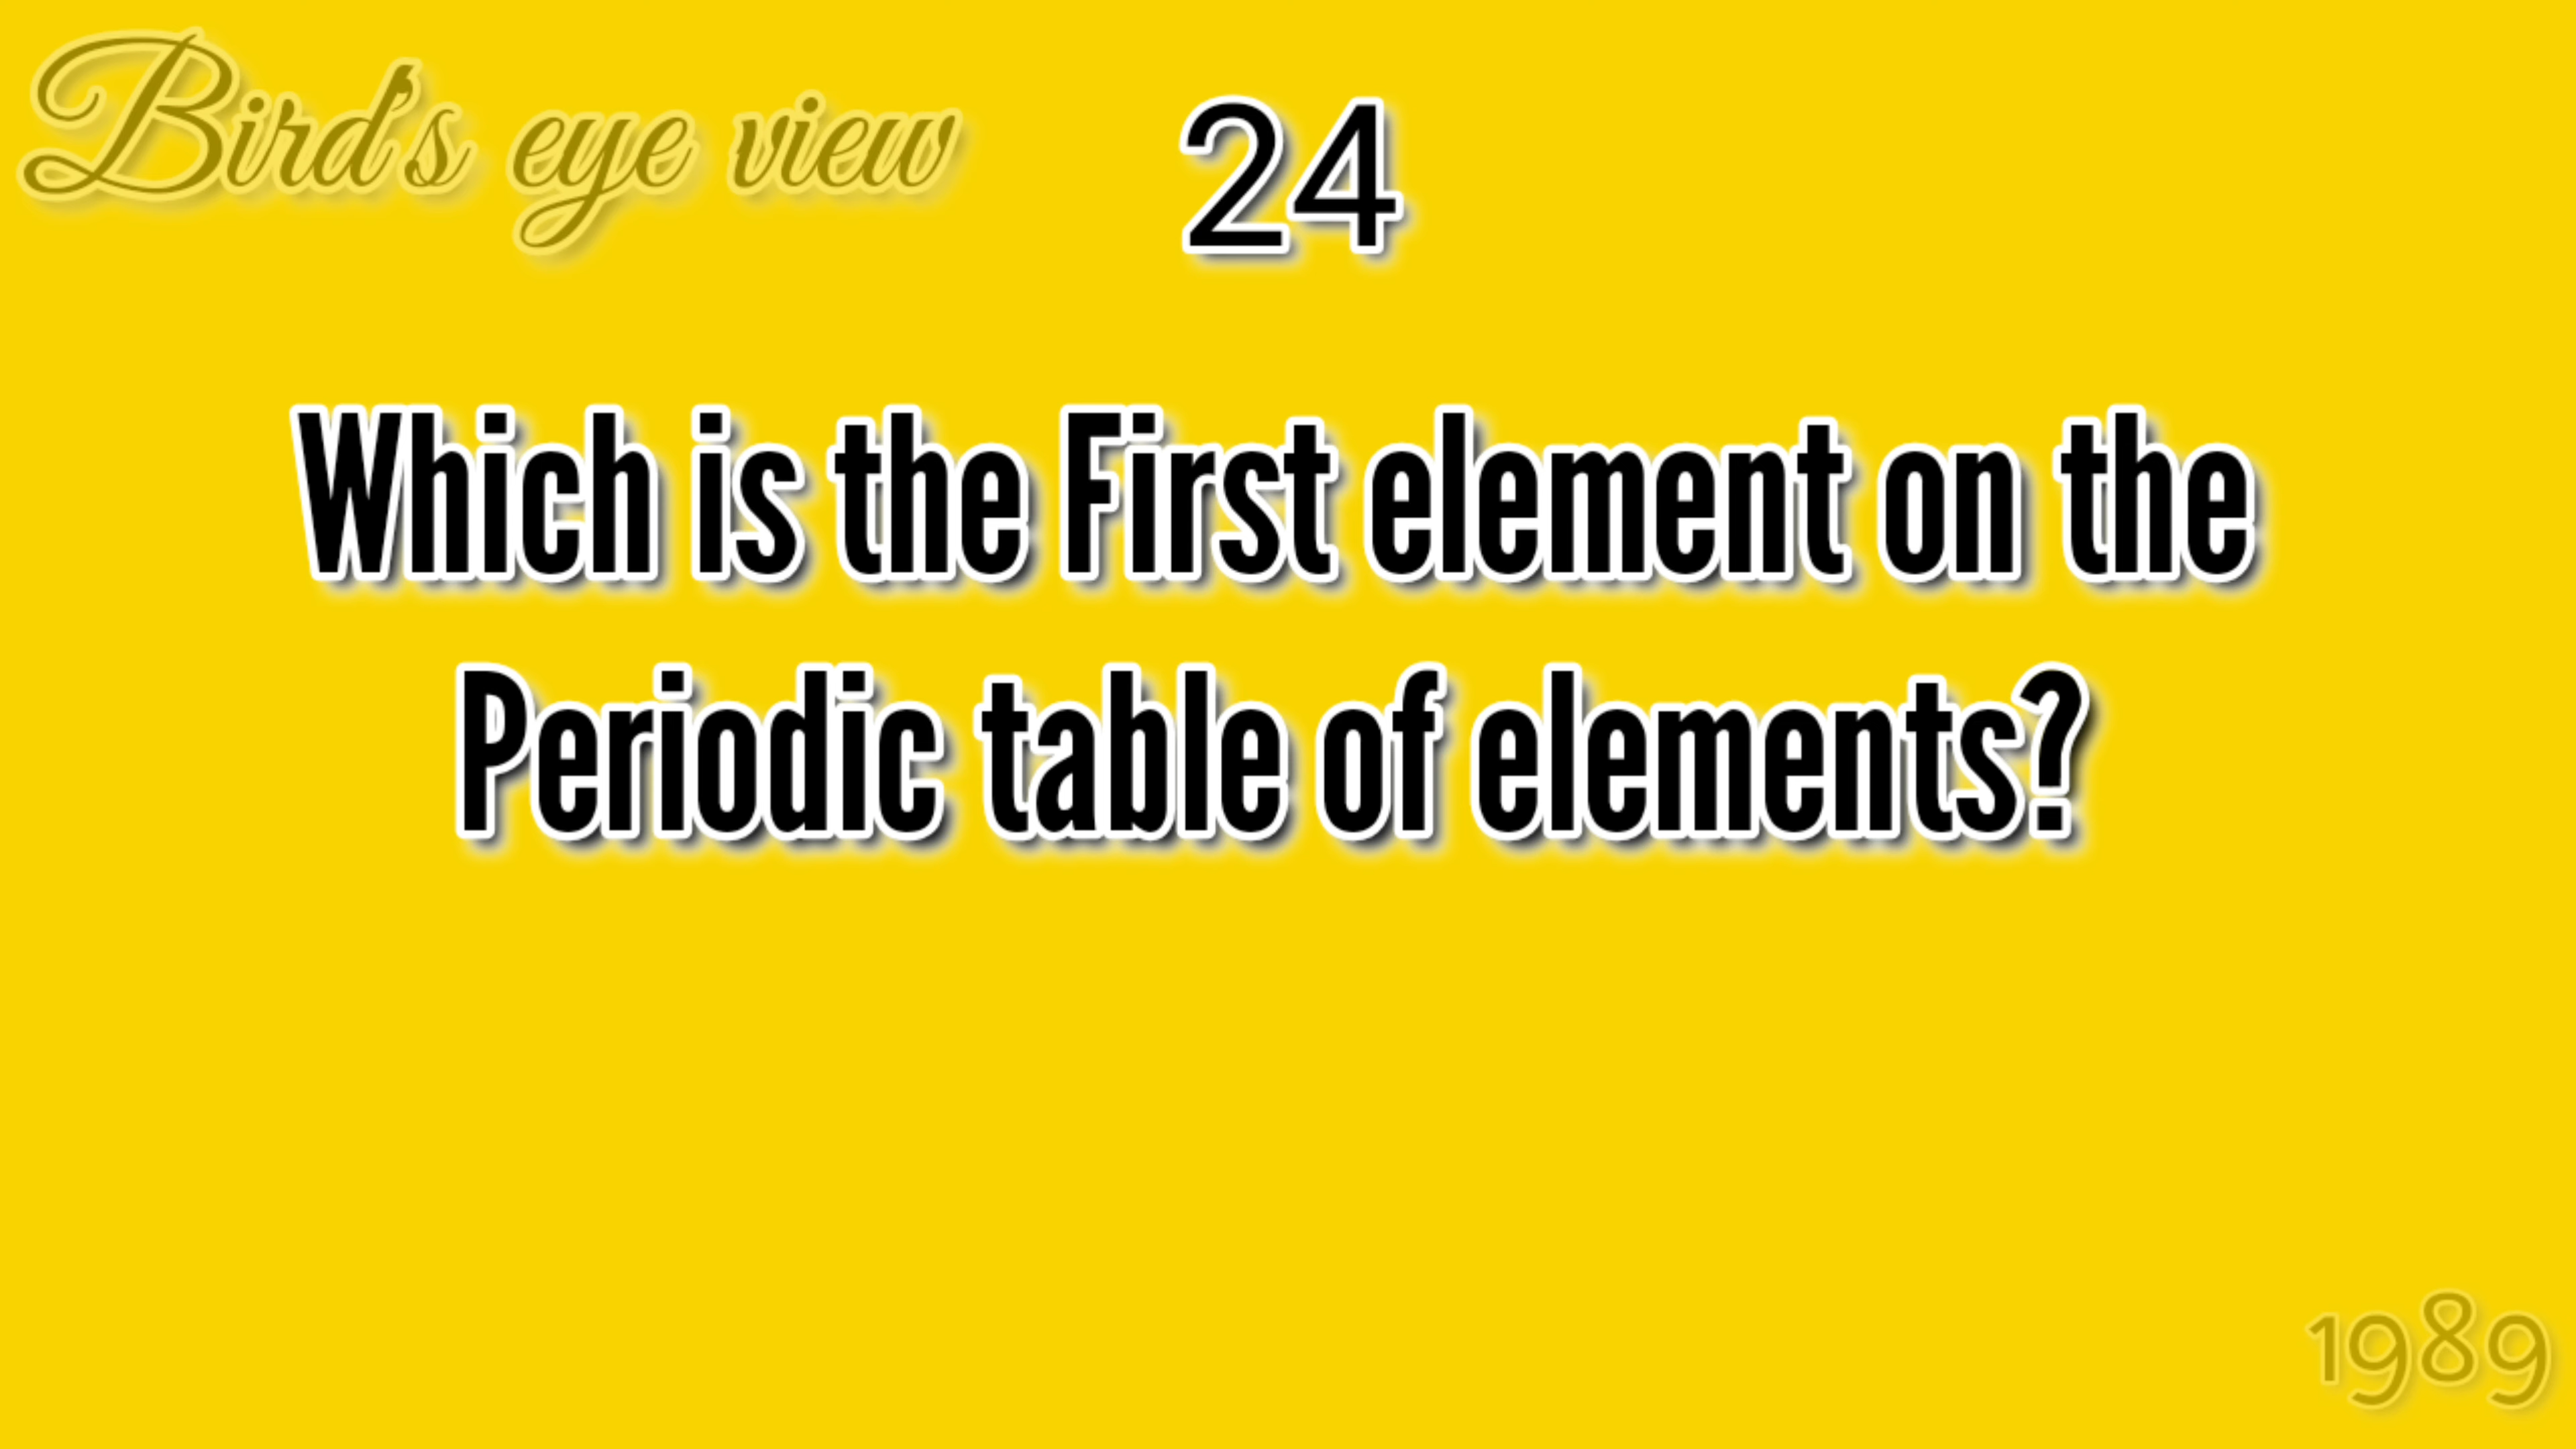 Bird's eye view
24
Which is the First element on the
Periodic table of elements?
1989